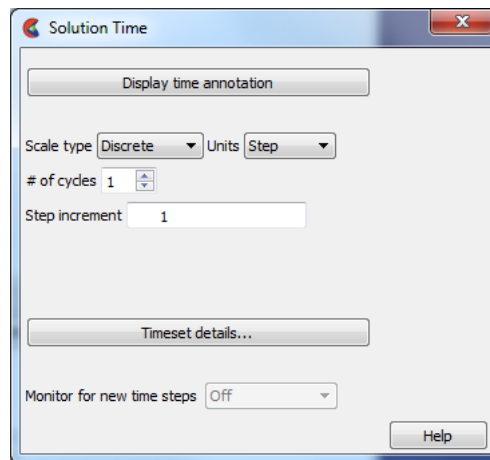 Solution Time
Display time annotation
Scale type Discrete Units Step
# of cycles 1
Step increment 1
Timeset details...
Monitor for new time steps Off
Help